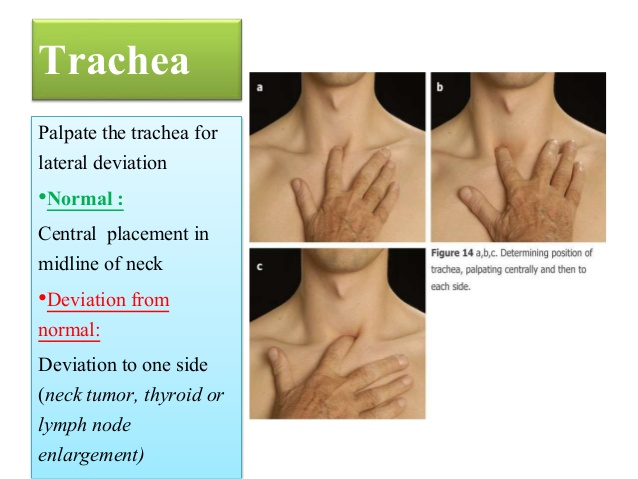 Trachea
Palpate the trachea for
lateral deviation
•Normal :
Central placement in
midline of neck
•Deviation from
normal:
Deviation to one side
(neck tumor, thyroid or
lymph node
enlargement)
a
b
c
Figure 14 a,b,c. Determining position of
trachea, palpating centrally and then to
each side.